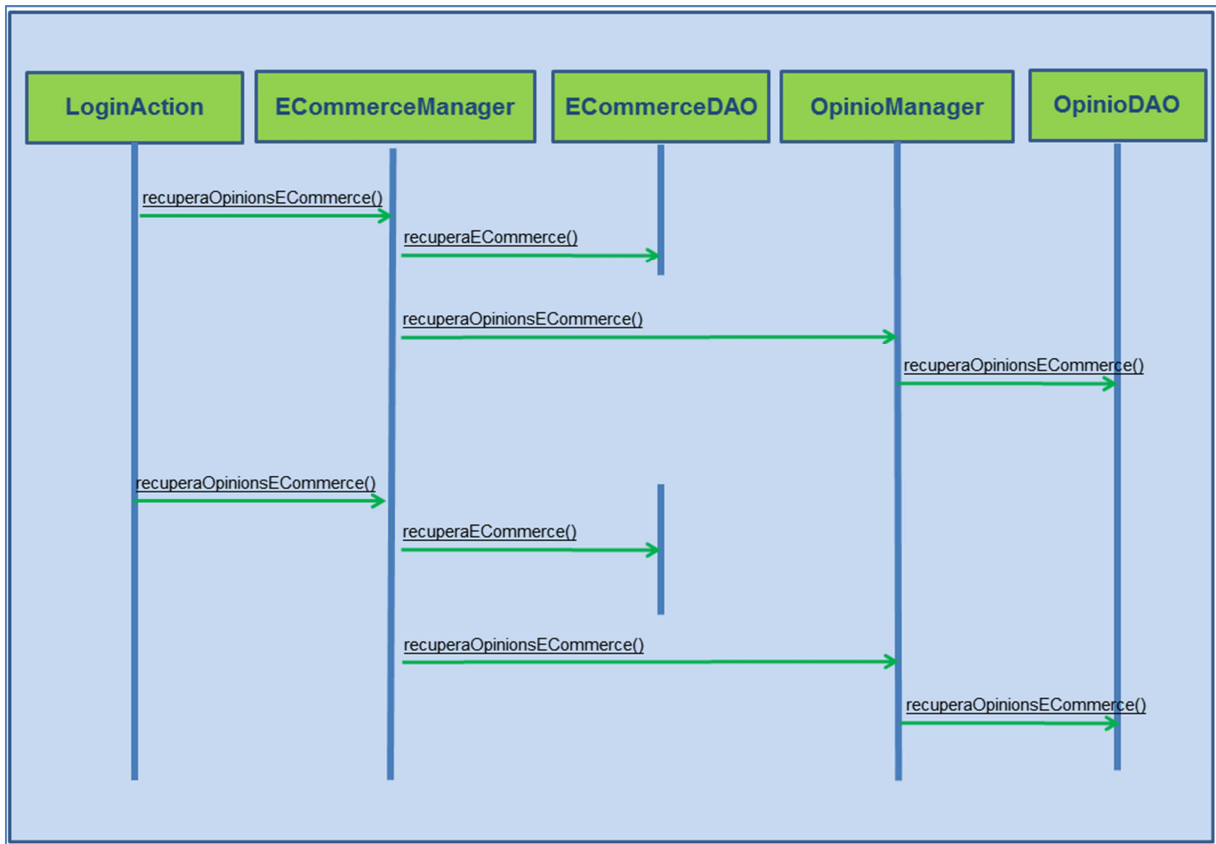 LoginAction
ECommerceManager
ECommerceDAO
OpinioManager
OpinioDAO
recuperaOpinionsECommerce()
recuperaECommerce()
recuperaOpinionsECommerce()
recuperaOpinionsECommerce()
recuperaOpinionsECommerce()
recuperaECommerce()
recuperaOpinionsECommerce()
recuperaOpinionsECommerce()